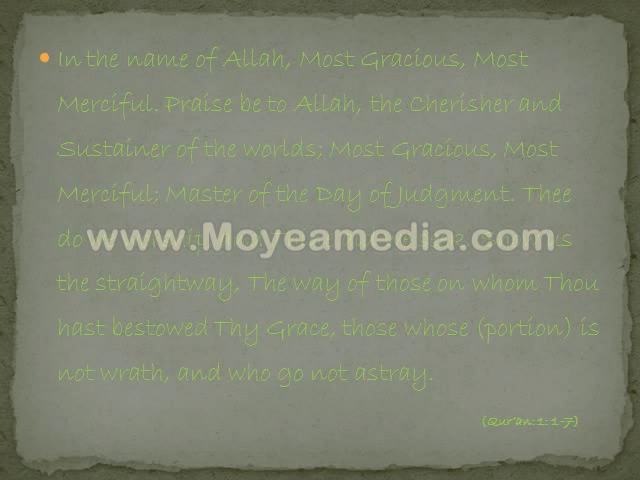 In the name of Allah, Most Gracious, Most
Merciful. Praise be to Allah, the Cherisher and
Sustainer of the worlds; Most Gracious, Most
Merciful; Master of the Day of Judgment. Thee
do
www.Moyeamedia.com
us
the straightway, The way of those on whom Thou
hast bestowed Thy Grace, those whose (portion) is
not wrath, and who go not astray.
(Qur'an:1:1-7)